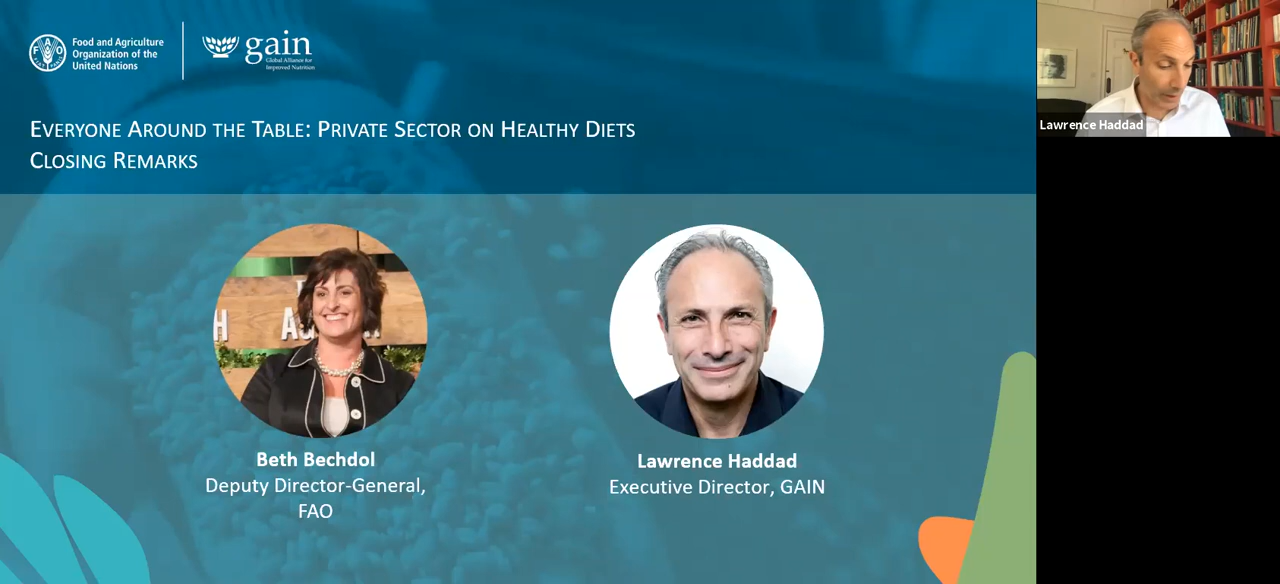 Food and Agriculture
Organization of the
United Nations
gain
Global Alliance for
Improved Nutrition
EVERYONE AROUND THE TABLE: PRIVATE SECTOR ON HEALTHY DIETS
CLOSING REMARKS
Beth Bechdol
Deputy Director-General,
FAO
Lawrence Haddad
Executive Director, GAIN
Lawrence Haddad